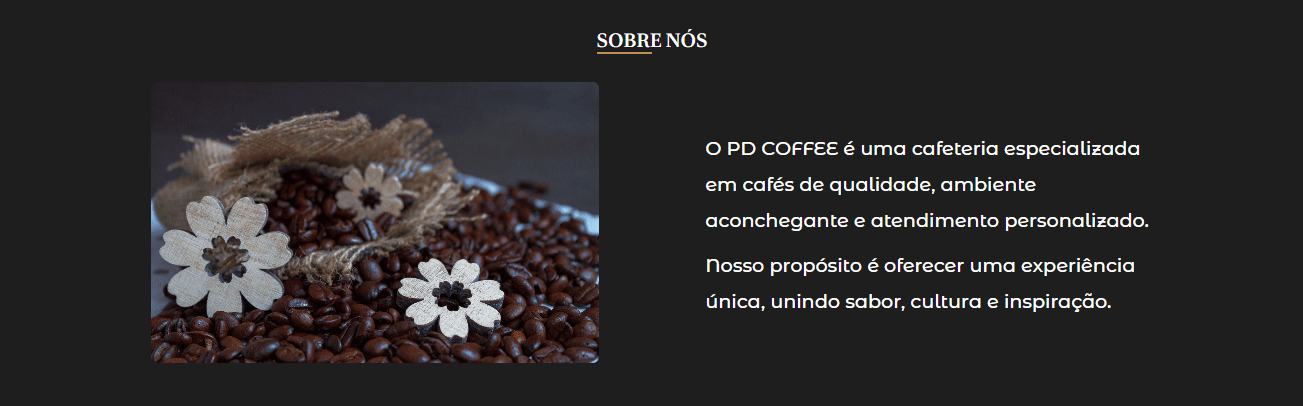 SOBRE NÓS
O PD COFFEE é uma cafeteria especializada
em cafés de qualidade, ambiente
aconchegante e atendimento personalizado.
Nosso propósito é oferecer uma experiência
única, unindo sabor, cultura e inspiração.